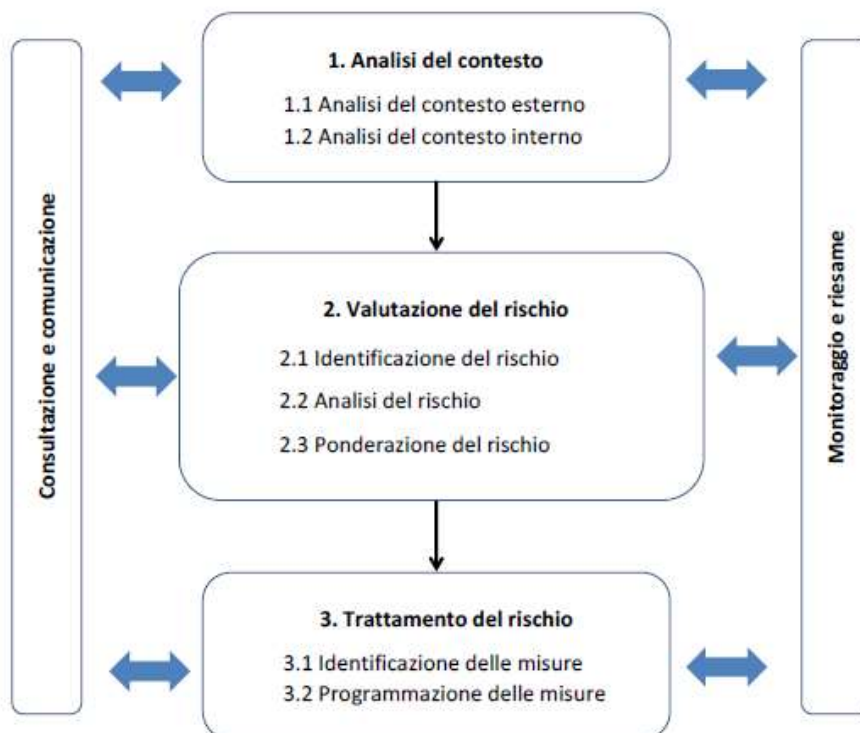 Consultazione e comunicazione
1. Analisi del contesto
1.1 Analisi del contesto esterno
1.2 Analisi del contesto interno
2. Valutazione del rischio
2.1 Identificazione del rischio
2.2 Analisi del rischio
2.3 Ponderazione del rischio
3. Trattamento del rischio
3.1 Identificazione delle misure
3.2 Programmazione delle misure
Monitoraggio e riesame